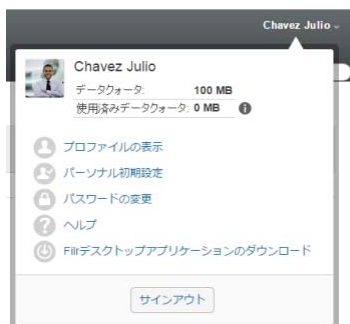 Chavez Julio
Chavez Julio
データクォータ: 100 MB
使用済みデータクォータ: 0 MB
プロファイルの表示
パーソナル初期設定
パスワードの変更
ヘルプ
Filrデスクトップアプリケーションのダウンロード
サインアウト